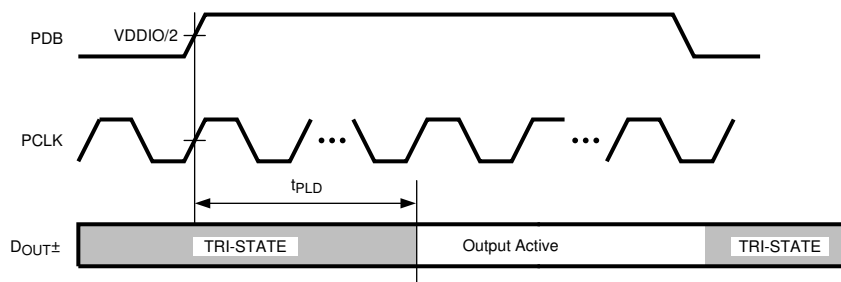 PDB
VDDIO/2
PCLK
•••
•••
tPLD
DOUT±
TRI-STATE
Output Active
TRI-STATE